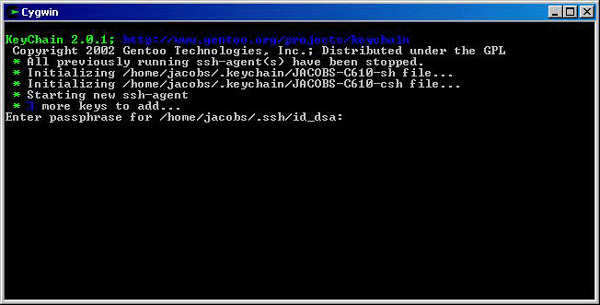 Cygwin
KeyChain 2.0.1; http://www.gentoo.org/projects/keychain
Copyright 2002 Gentoo Technologies, Inc.; Distributed under the GPL
* All previously running ssh-agent(s) have been stopped.
* Initializing /home/jacobs/.keychain/JACOBS-C610-sh file...
* Initializing /home/jacobs/.keychain/JACOBS-C610-csh file...
* Starting new ssh-agent
* 3 more keys to add...
Enter passphrase for /home/jacobs/.ssh/id_dsa: